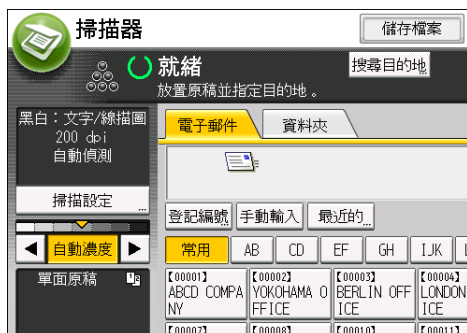 掃描器
儲存檔案
就緒
搜尋目的地
放置原稿並指定目的地。
黑白：文字/線描圖
200 dpi
自動偵測
電子郵件
資料夾
掃描設定
登記編號
手動輸入
最近的
自動濃度
常用 AB CD EF GH IJK
單面原稿
【00001】 【00002】 【00003】 【00004】
ABCD COMPA YOKOHAMA O BERLIN OFF LONDON
NY FFICE ICE ICE
【00007】 【00008】 【00010】 【00011】